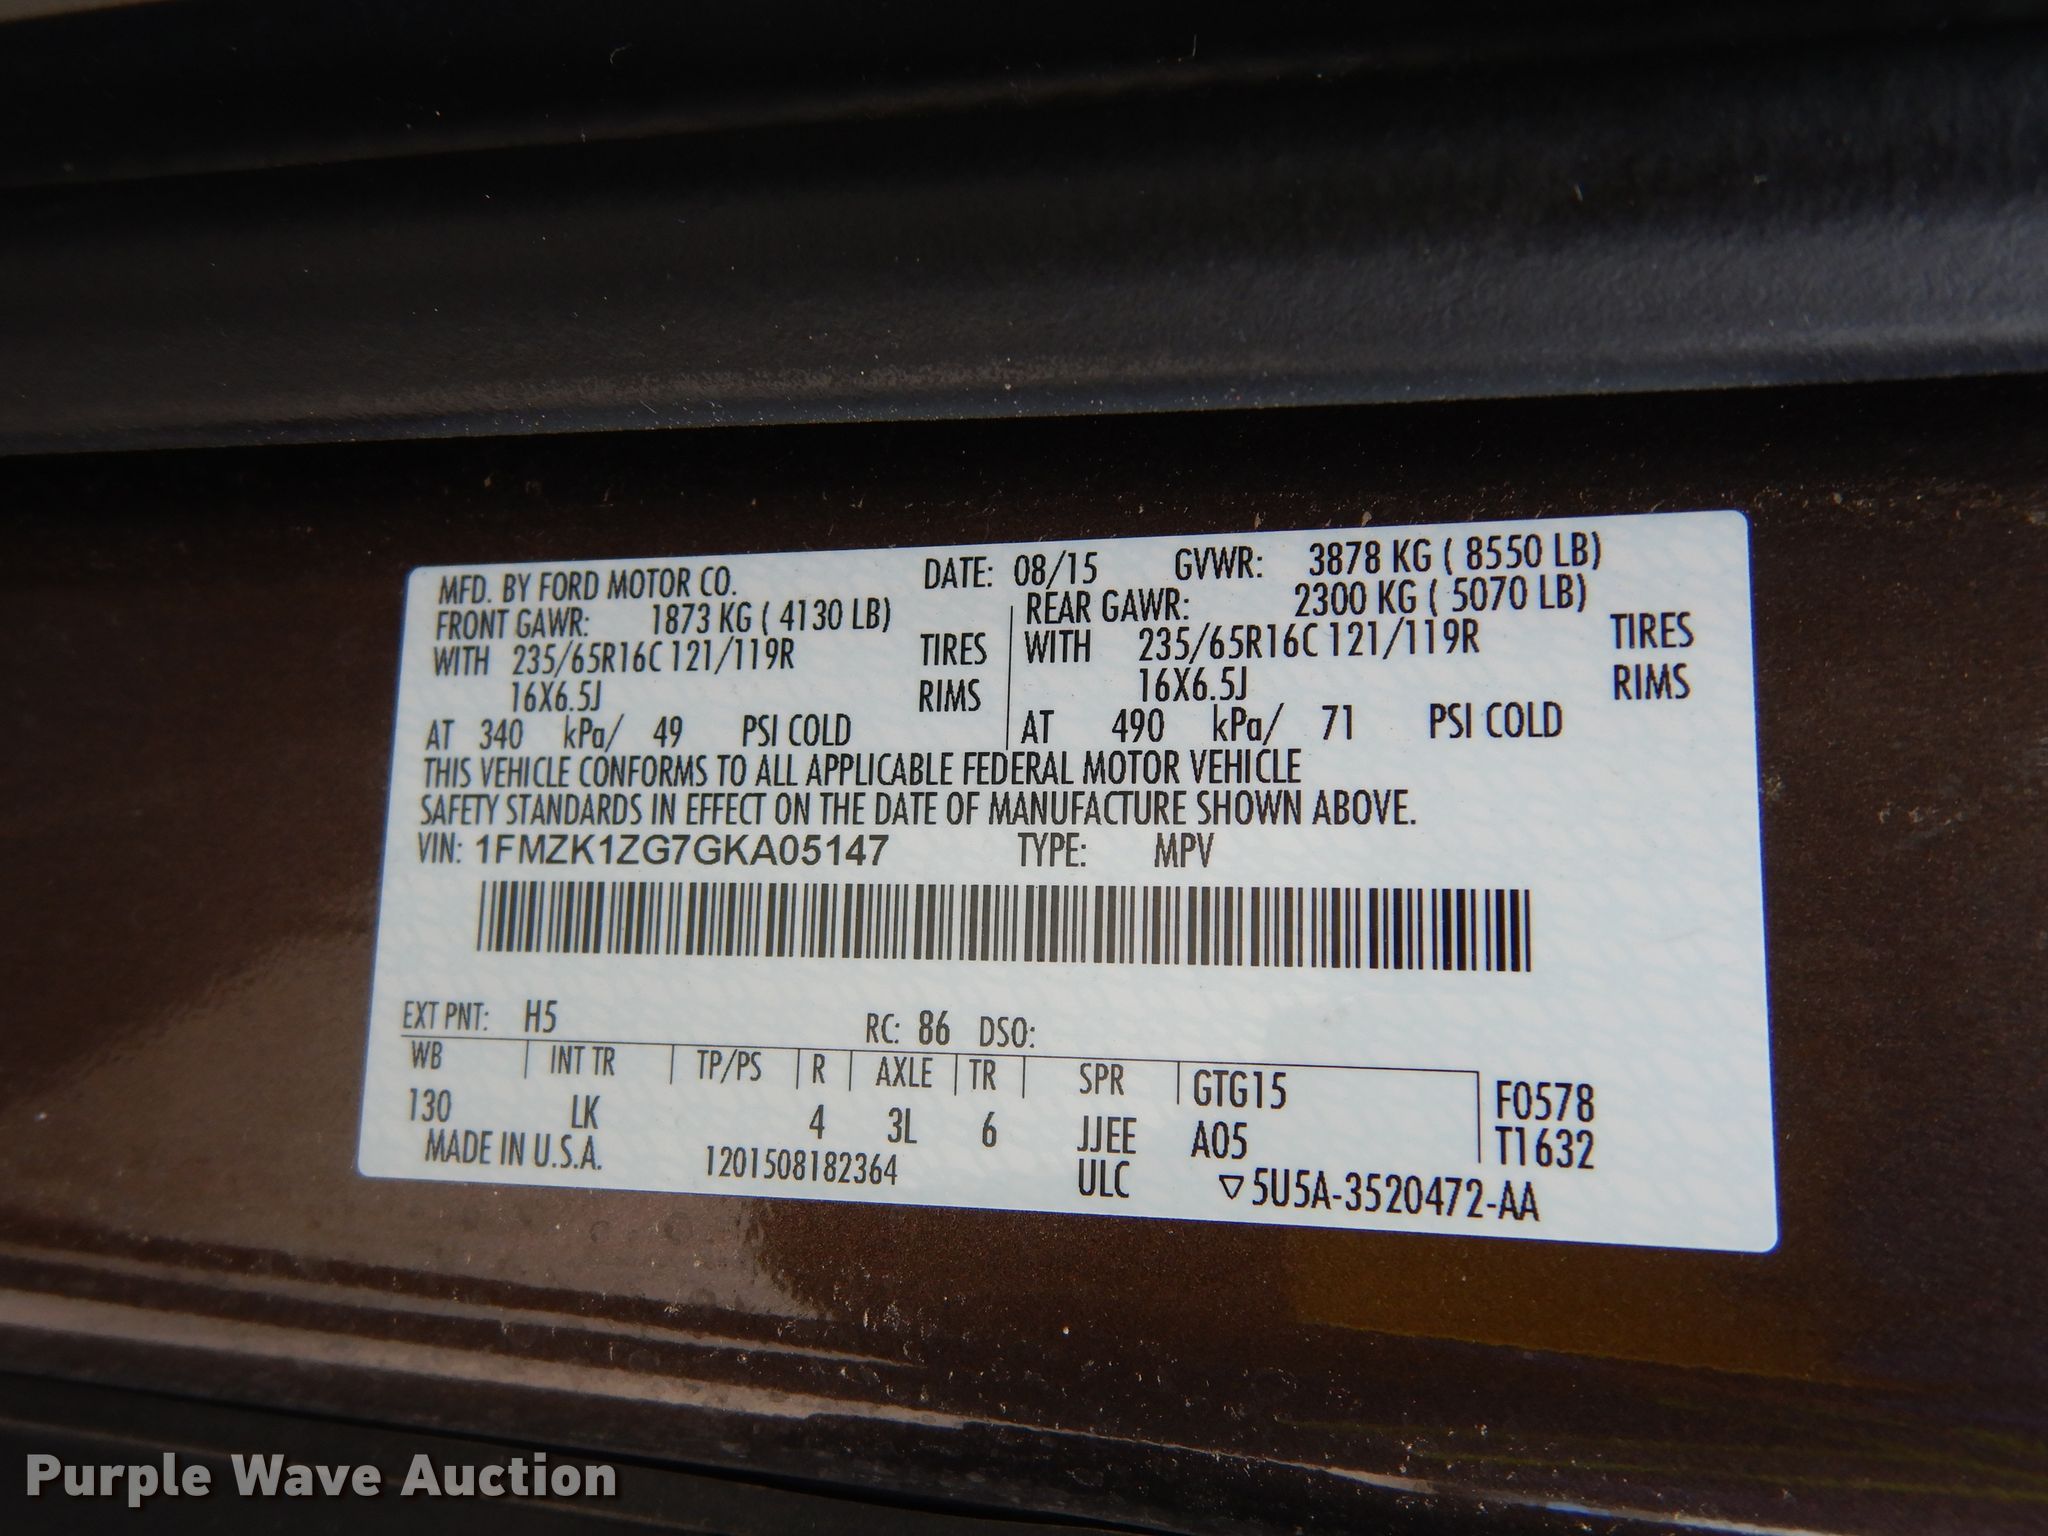 MFD. BY FORD MOTOR CO. DATE: 08/15 GVWR: 3878 KG ( 8550 LB)
FRONT GAWR: 1873 KG ( 4130 LB) REAR GAWR: 2300 KG ( 5070 LB)
WITH 235/65R16C 121/119R TIRES WITH 235/65R16C 121/119R TIRES
16X6.5J RIMS 16X6.5J RIMS
AT 340 kPa/ 49 PSI COLD AT 490 kPa/ 71 PSI COLD
THIS VEHICLE CONFORMS TO ALL APPLICABLE FEDERAL MOTOR VEHICLE
SAFETY STANDARDS IN EFFECT ON THE DATE OF MANUFACTURE SHOWN ABOVE.
VIN: 1FMZK1ZG7GKA05147 TYPE: MPV
EXT PNT: H5 RC: 86 DSO:
WB INT TR TP/PS R AXLE TR SPR GTG15 F0578
130 LK 4 3L 6 JJEE A05 T1632
MADE IN U.S.A. 1201508182364 ULC ▽5U5A-3520472-AA
Purple Wave Auction